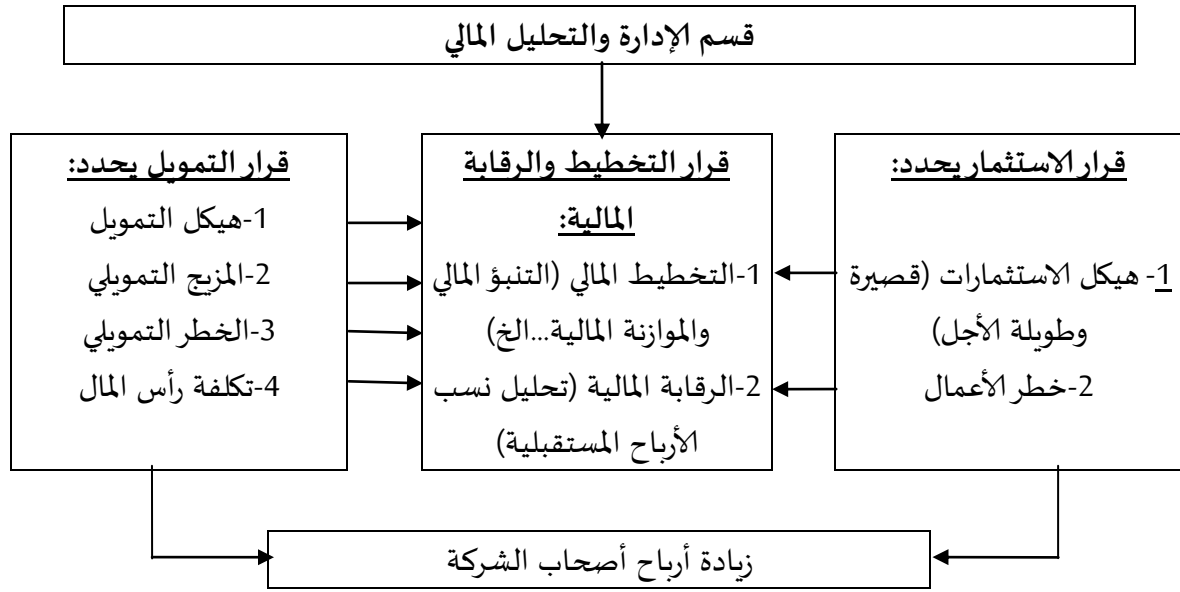 قسم الإدارة والتحليل المالي
قرار الاستثمار يحدد:
1- هيكل الاستثمارات (قصيرة
وطويلة الأجل)
2-خطر الأعمال
قرار التخطيط والرقابة
المالية:
1-التخطيط المالي (التنبؤ المالي
والموازنة المالية...الخ)
2-الرقابة المالية (تحليل نسب
الأرباح المستقبلية)
قرار التمويل يحدد:
1-هيكل التمويل
2-المزيج التمويلي
3-الخطر التمويلي
4-تكلفة رأس المال
زيادة أرباح أصحاب الشركة